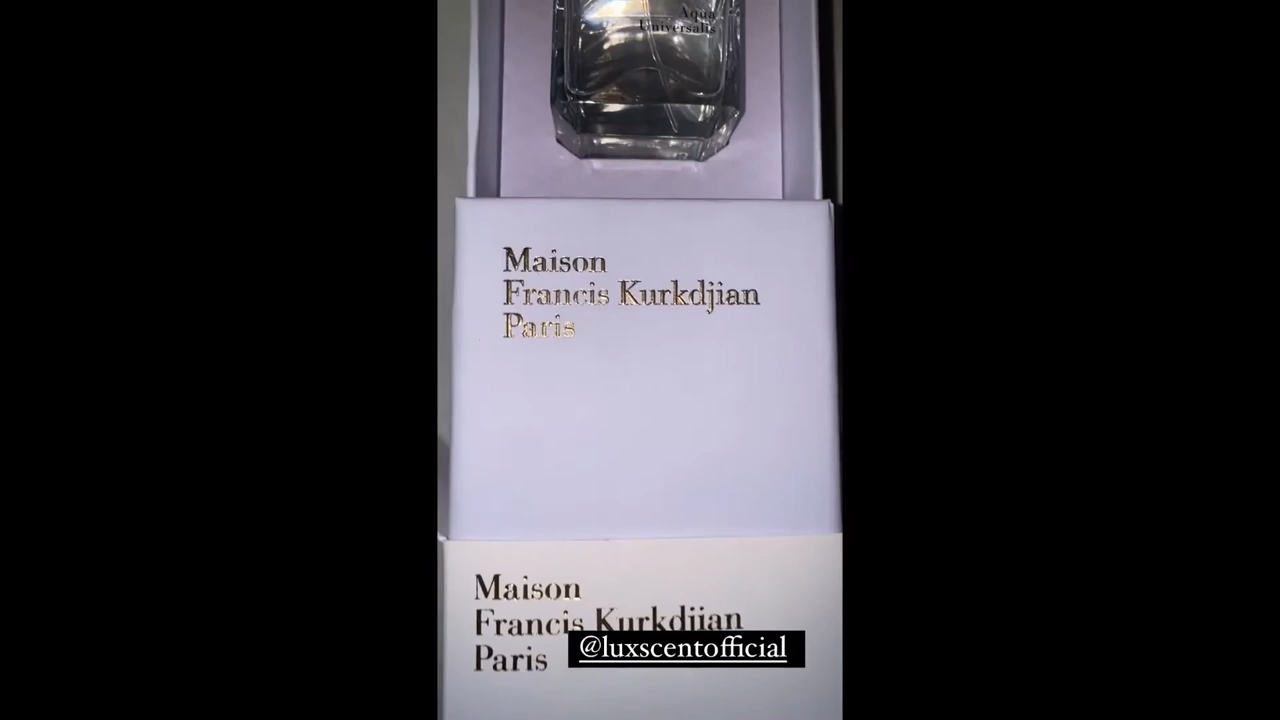 Aqua
Universalis
Maison
Francis Kurkdjian
Paris
Maison
Francis Kurkdjian
Paris
@luxscentofficial